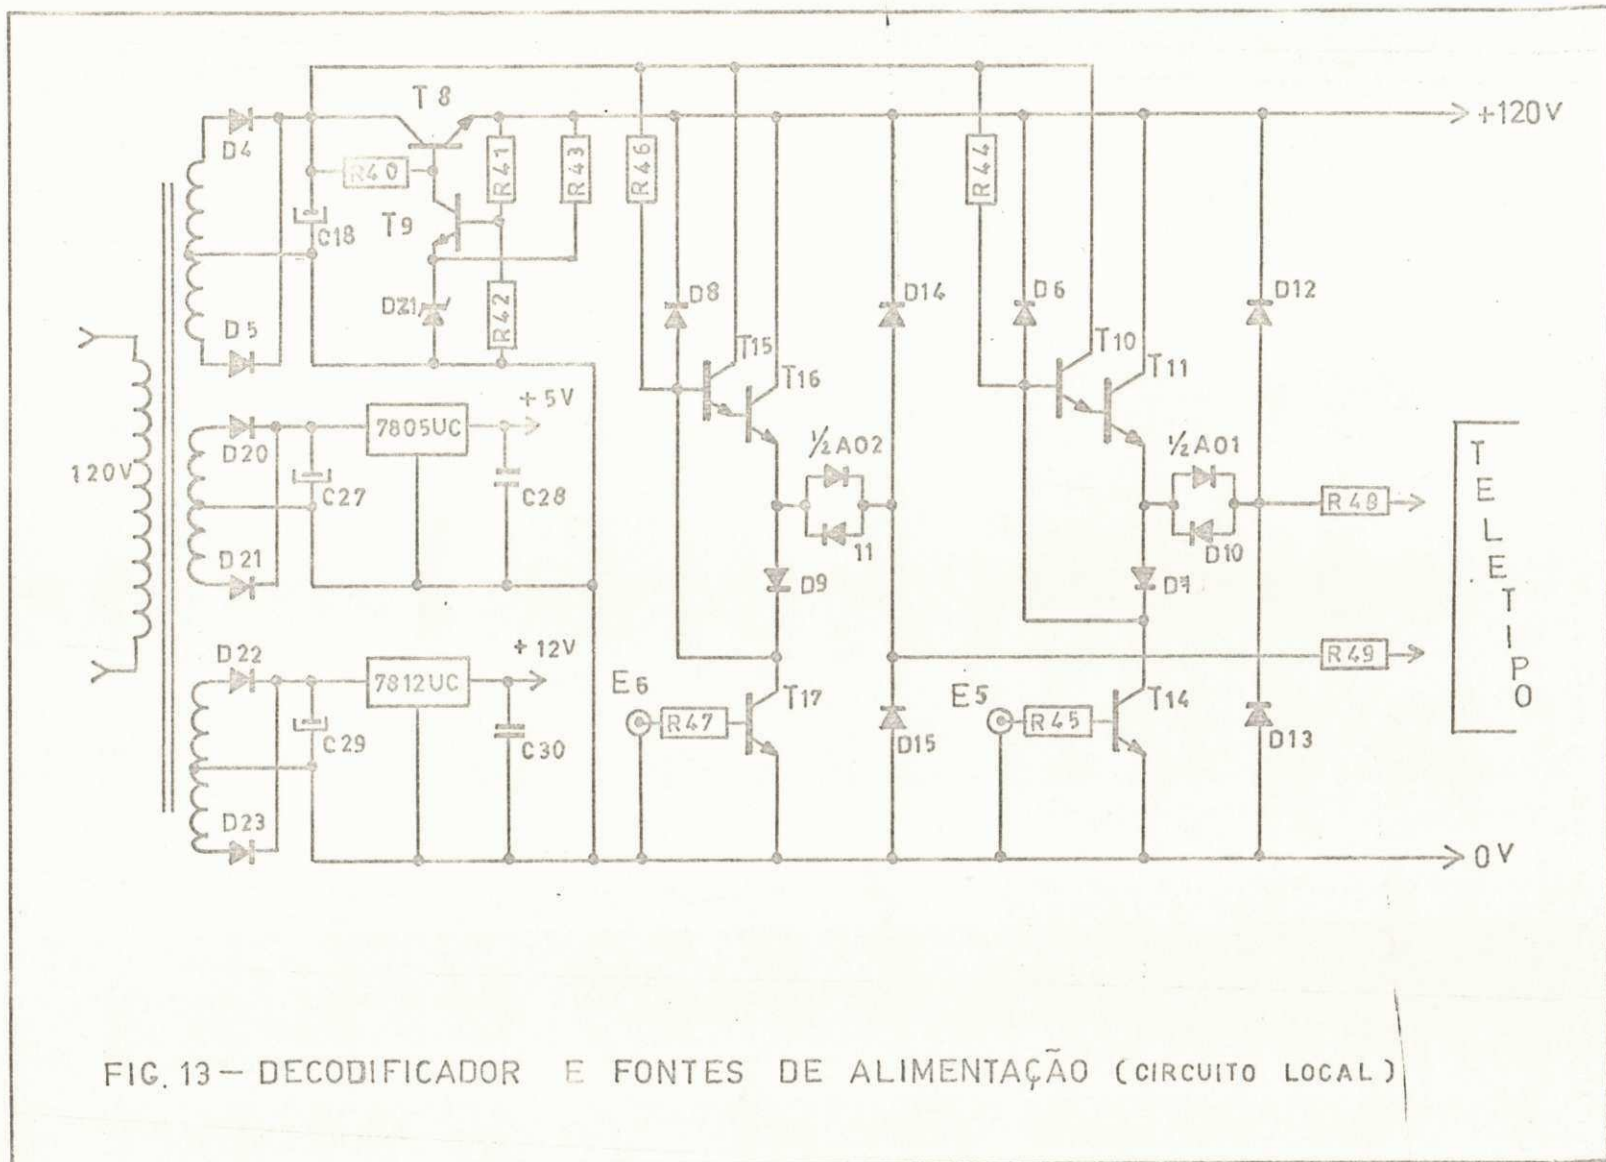 T8
+120V
D4
R40
R41
R43
R46
R44
C18
T9
DZ1
R42
D8
D14
D6
D12
D5
T15
T16
T10
T11
120V
D20
7805UC
+5V
C27
C28
½A02
11
½A01
D10
R48
TELETIPO
D21
D9
D7
D22
7812UC
+12V
C29
C30
E6
R47
T17
D15
E5
R45
T14
D13
R49
D23
0V
FIG. 13 — DECODIFICADOR E FONTES DE ALIMENTAÇÃO (CIRCUITO LOCAL)